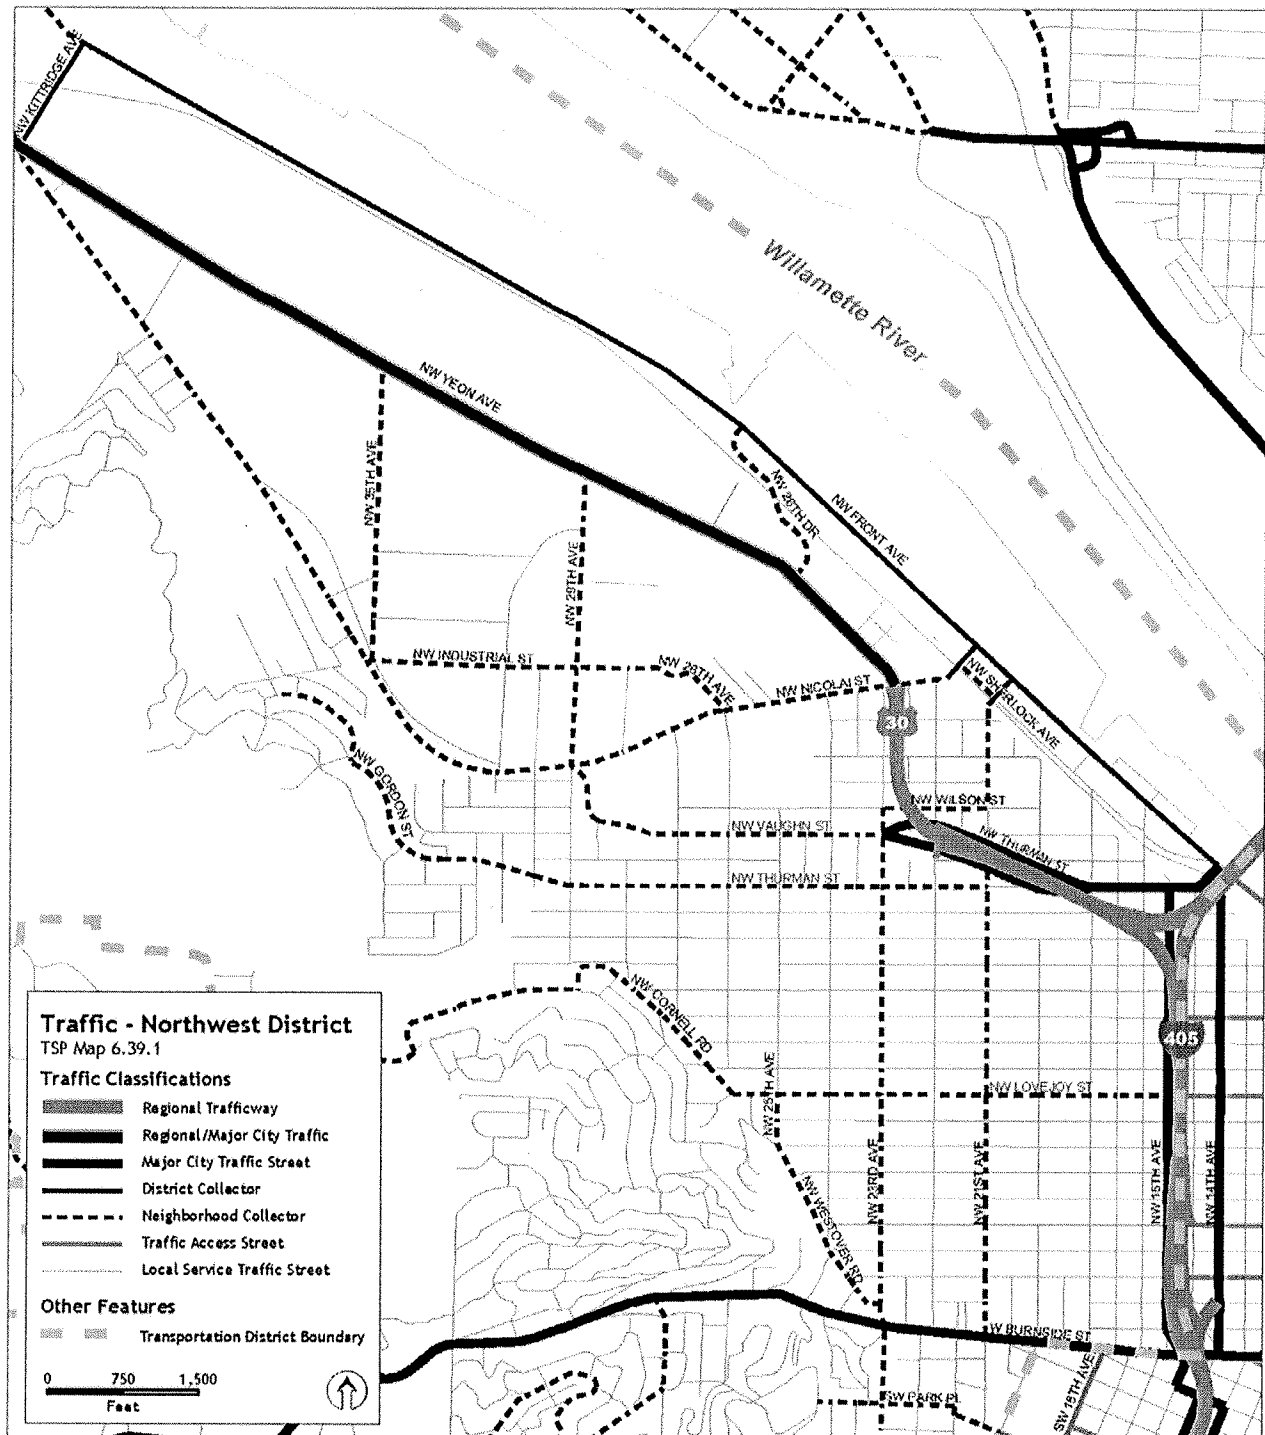 NW KITTRIDGE AVE
Willamette River
NW YEON AVE
NW 35TH AVE
NW 26TH DR
NW FRONT AVE
NW 29TH AVE
NW INDUSTRIAL ST
NW 26TH AVE
NW NICOLAI ST
NW SHERLOCK AVE
30
NW GORDON ST
NW WILSON ST
NW VAUGHN ST
NW THURMAN ST
NW THURMAN ST
NW CORNELL RD
405
NW 25TH AVE
NW LOVEJOY ST
NW 23RD AVE
NW 21ST AVE
NW 15TH AVE
NW 14TH AVE
NW WESTOVER RD
W BURNSIDE ST
SW PARK PL
SW 18TH AVE
Traffic - Northwest District
TSP Map 6.39.1
Traffic Classifications
Regional Trafficway
Regional/Major City Traffic
Major City Traffic Street
District Collector
Neighborhood Collector
Traffic Access Street
Local Service Traffic Street
Other Features
Transportation District Boundary
0 750 1,500
Feet